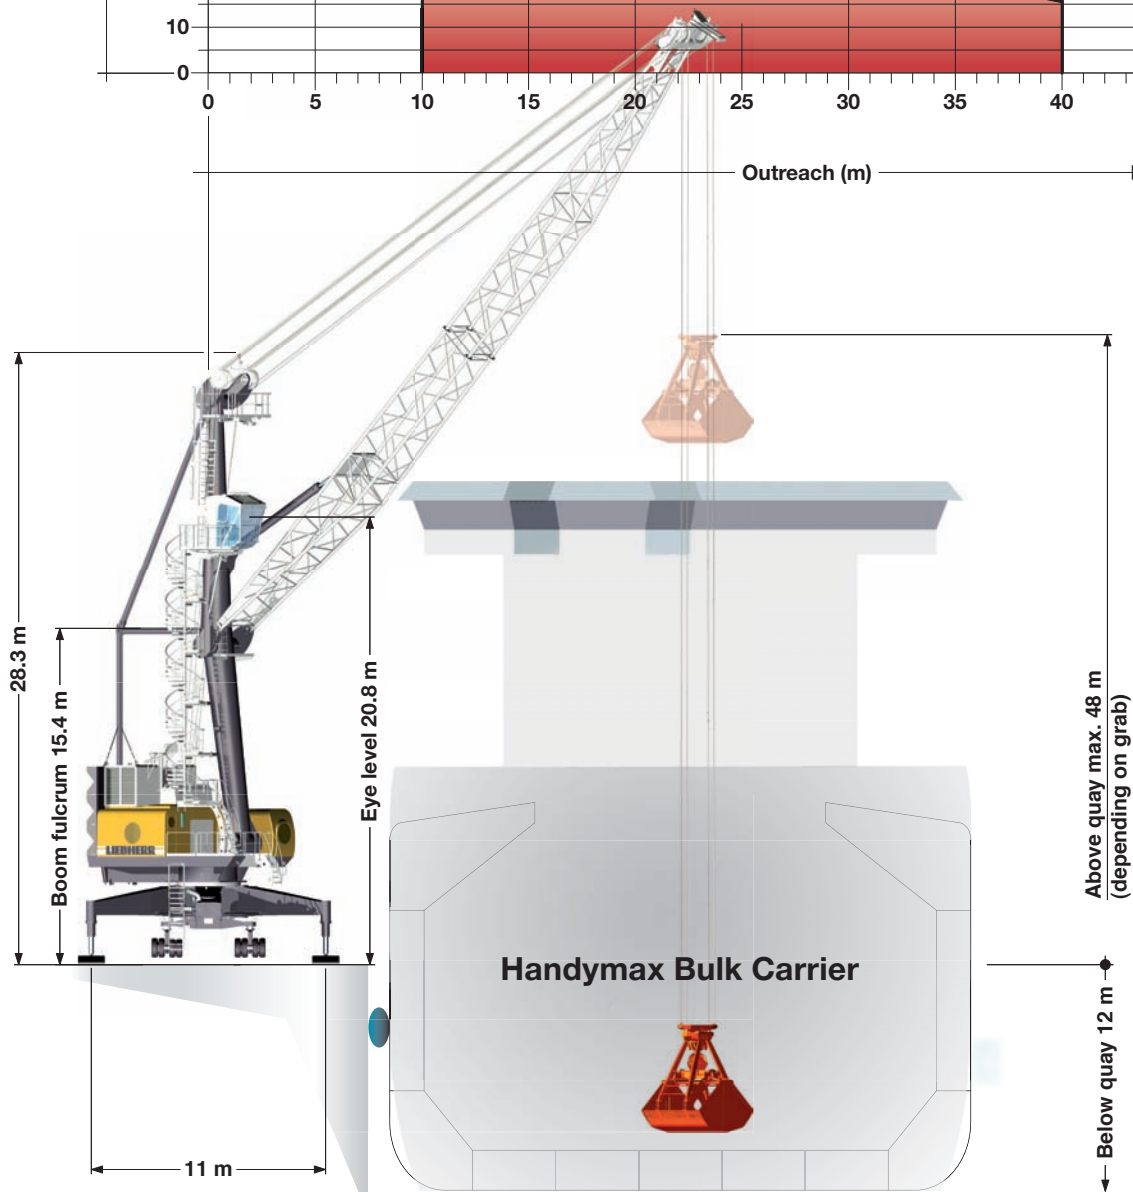 10
0
0 5 10 15 20 25 30 35 40
Outreach (m)
28.3 m
Boom fulcrum 15.4 m
Eye level 20.8 m
Above quay max. 48 m
(depending on grab)
LIEBHERR
Handymax Bulk Carrier
Below quay 12 m
11 m